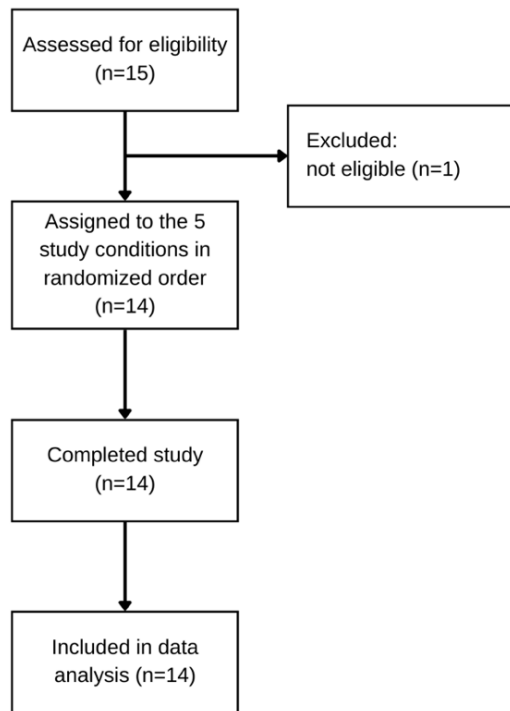 Assessed for eligibility
(n=15)
Excluded:
not eligible (n=1)
Assigned to the 5
study conditions in
randomized order
(n=14)
Completed study
(n=14)
Included in data
analysis (n=14)